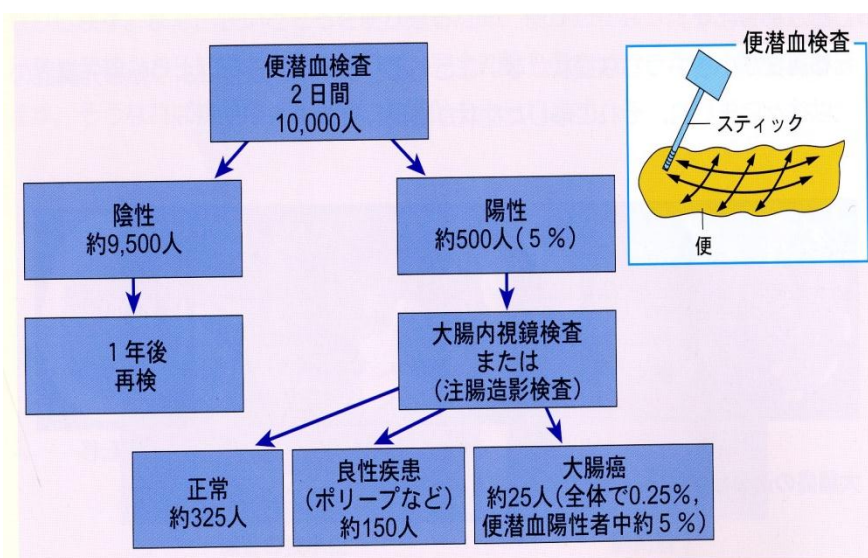 便潜血検査
2日間
10,000人
便潜血検査
スティック
便
陰性
約9,500人
陽性
約500人(5%)
1年後
再検
大腸内視鏡検査
または
(注腸造影検査)
正常
約325人
良性疾患
(ポリープなど)
約150人
大腸癌
約25人(全体で0.25%,
便潜血陽性者中約5%)